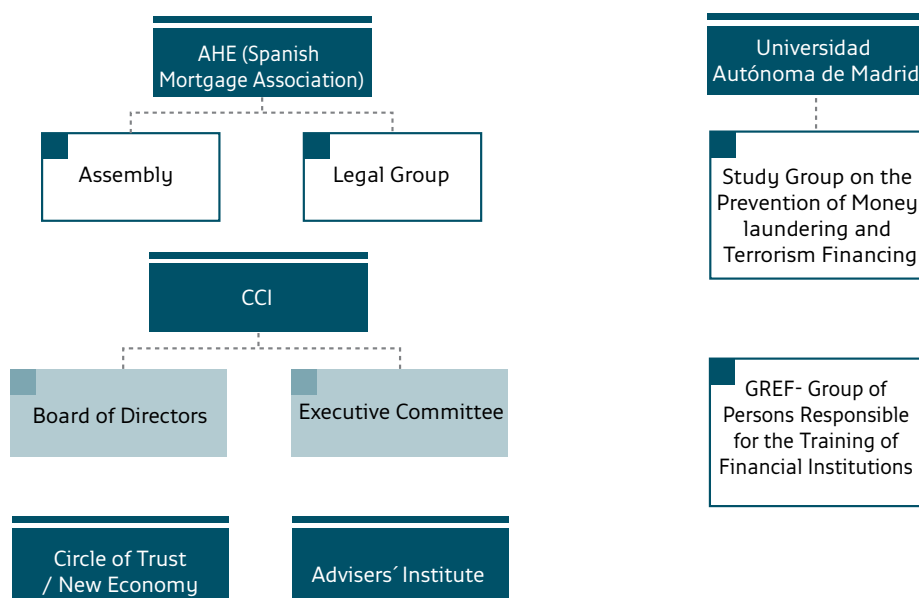 AHE (Spanish
Mortgage Association)
Assembly
Legal Group
CCI
Board of Directors
Executive Committee
Circle of Trust
/ New Economy
Advisers´ Institute
Universidad
Autónoma de Madrid
Study Group on the
Prevention of Money
laundering and
Terrorism Financing
GREF- Group of
Persons Responsible
for the Training of
Financial Institutions